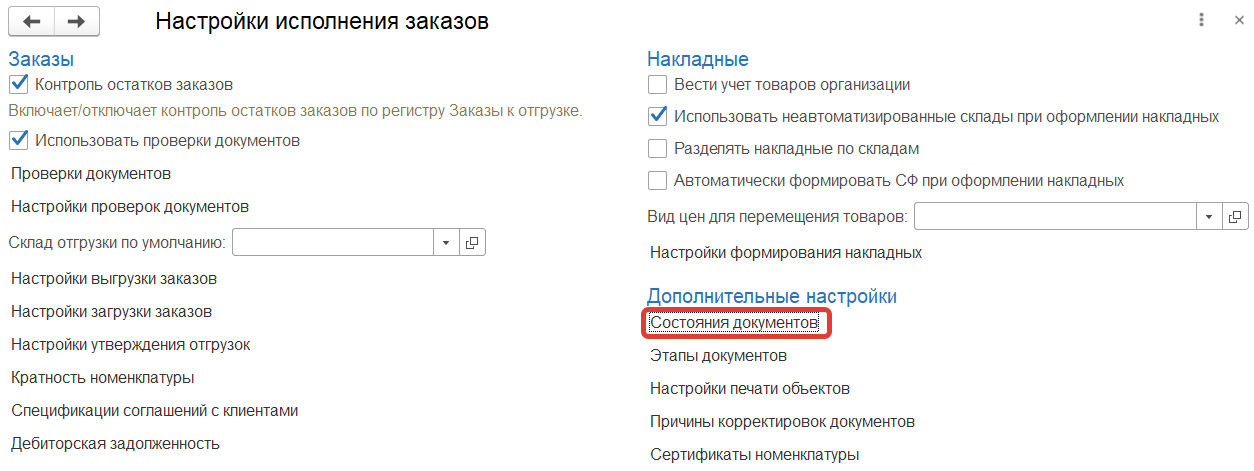 Настройки исполнения заказов
Заказы
Контроль остатков заказов
Включает/отключает контроль остатков заказов по регистру Заказы к отгрузке.
Использовать проверки документов
Проверки документов
Настройки проверок документов
Склад отгрузки по умолчанию:
Настройки выгрузки заказов
Настройки загрузки заказов
Настройки утверждения отгрузок
Кратность номенклатуры
Спецификации соглашений с клиентами
Дебиторская задолженность
Накладные
Вести учет товаров организации
Использовать неавтоматизированные склады при оформлении накладных
Разделять накладные по складам
Автоматически формировать СФ при оформлении накладных
Вид цен для перемещения товаров:
Настройки формирования накладных
Дополнительные настройки
Состояния документов
Этапы документов
Настройки печати объектов
Причины корректировок документов
Сертификаты номенклатуры